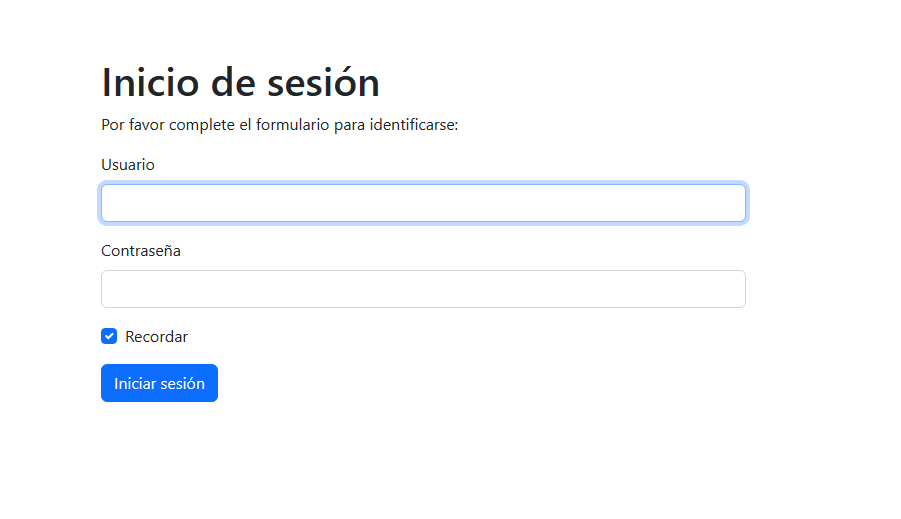 Inicio de sesión
Por favor complete el formulario para identificarse:
Usuario
Contraseña
Recordar
Iniciar sesión